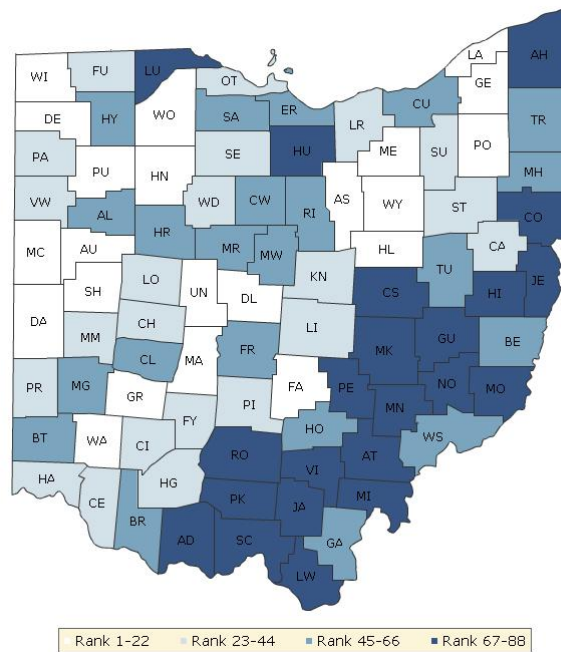 LA
AH
WI
FU
LU
OT
GE
DE
HY
WO
SA
ER
CU
TR
PA
SE
HU
LR
ME
SU
PO
MH
PU
HN
VW
AL
WD
CW
RI
AS
WY
ST
CO
MC
AU
HR
MR
MW
HL
CA
SH
LO
UN
DL
KN
CS
TU
HI
JE
DA
MM
CH
LI
GU
BE
CL
MA
FR
MK
PR
MG
GR
FA
PE
NO
MO
FY
PI
MN
BT
WA
CI
HO
WS
RO
AT
HA
CE
HG
VI
MI
BR
PK
JA
AD
SC
GA
LW
Rank 1-22 Rank 23-44 Rank 45-66 Rank 67-88